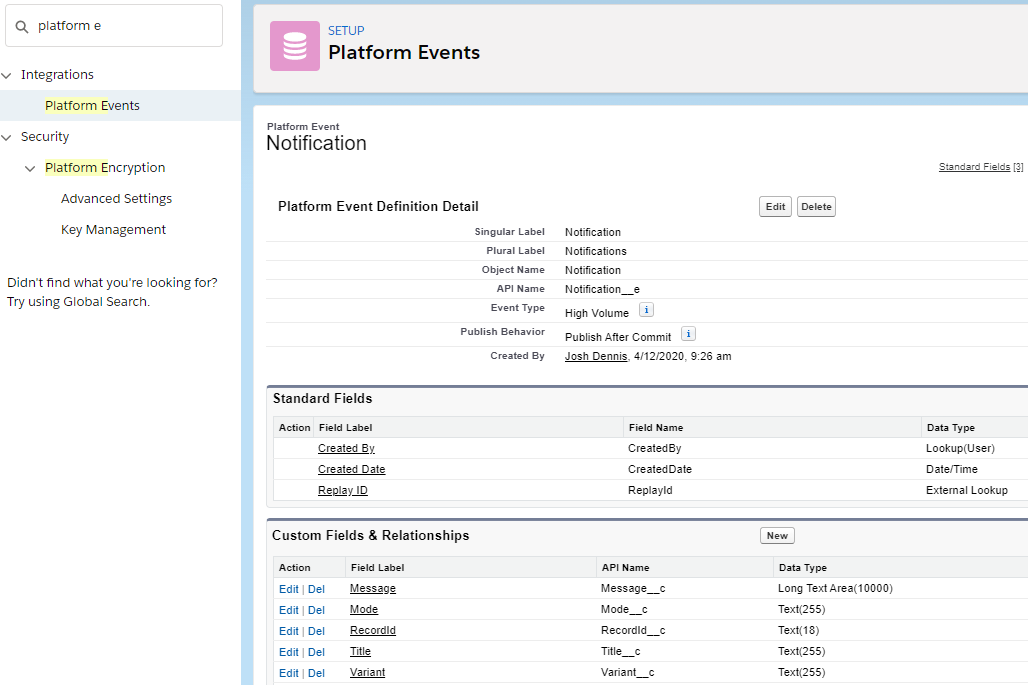 platform e
Integrations
Platform Events
Security
Platform Encryption
Advanced Settings
Key Management
Didn't find what you're looking for?
Try using Global Search.
SETUP
Platform Events
Platform Event
Notification
Standard Fields [3]
Platform Event Definition Detail Edit Delete
Singular Label Notification
Plural Label Notifications
Object Name Notification
API Name Notification__e
Event Type High Volume i
Publish Behavior Publish After Commit i
Created By Josh Dennis, 4/12/2020, 9:26 am
Standard Fields
Action Field Label Field Name Data Type
Created By CreatedBy Lookup(User)
Created Date CreatedDate Date/Time
Replay ID ReplayId External Lookup
Custom Fields & Relationships New
Action Field Label API Name Data Type
Edit | Del Message Message__c Long Text Area(10000)
Edit | Del Mode Mode__c Text(255)
Edit | Del RecordId RecordId__c Text(18)
Edit | Del Title Title__c Text(255)
Edit | Del Variant Variant__c Text(255)